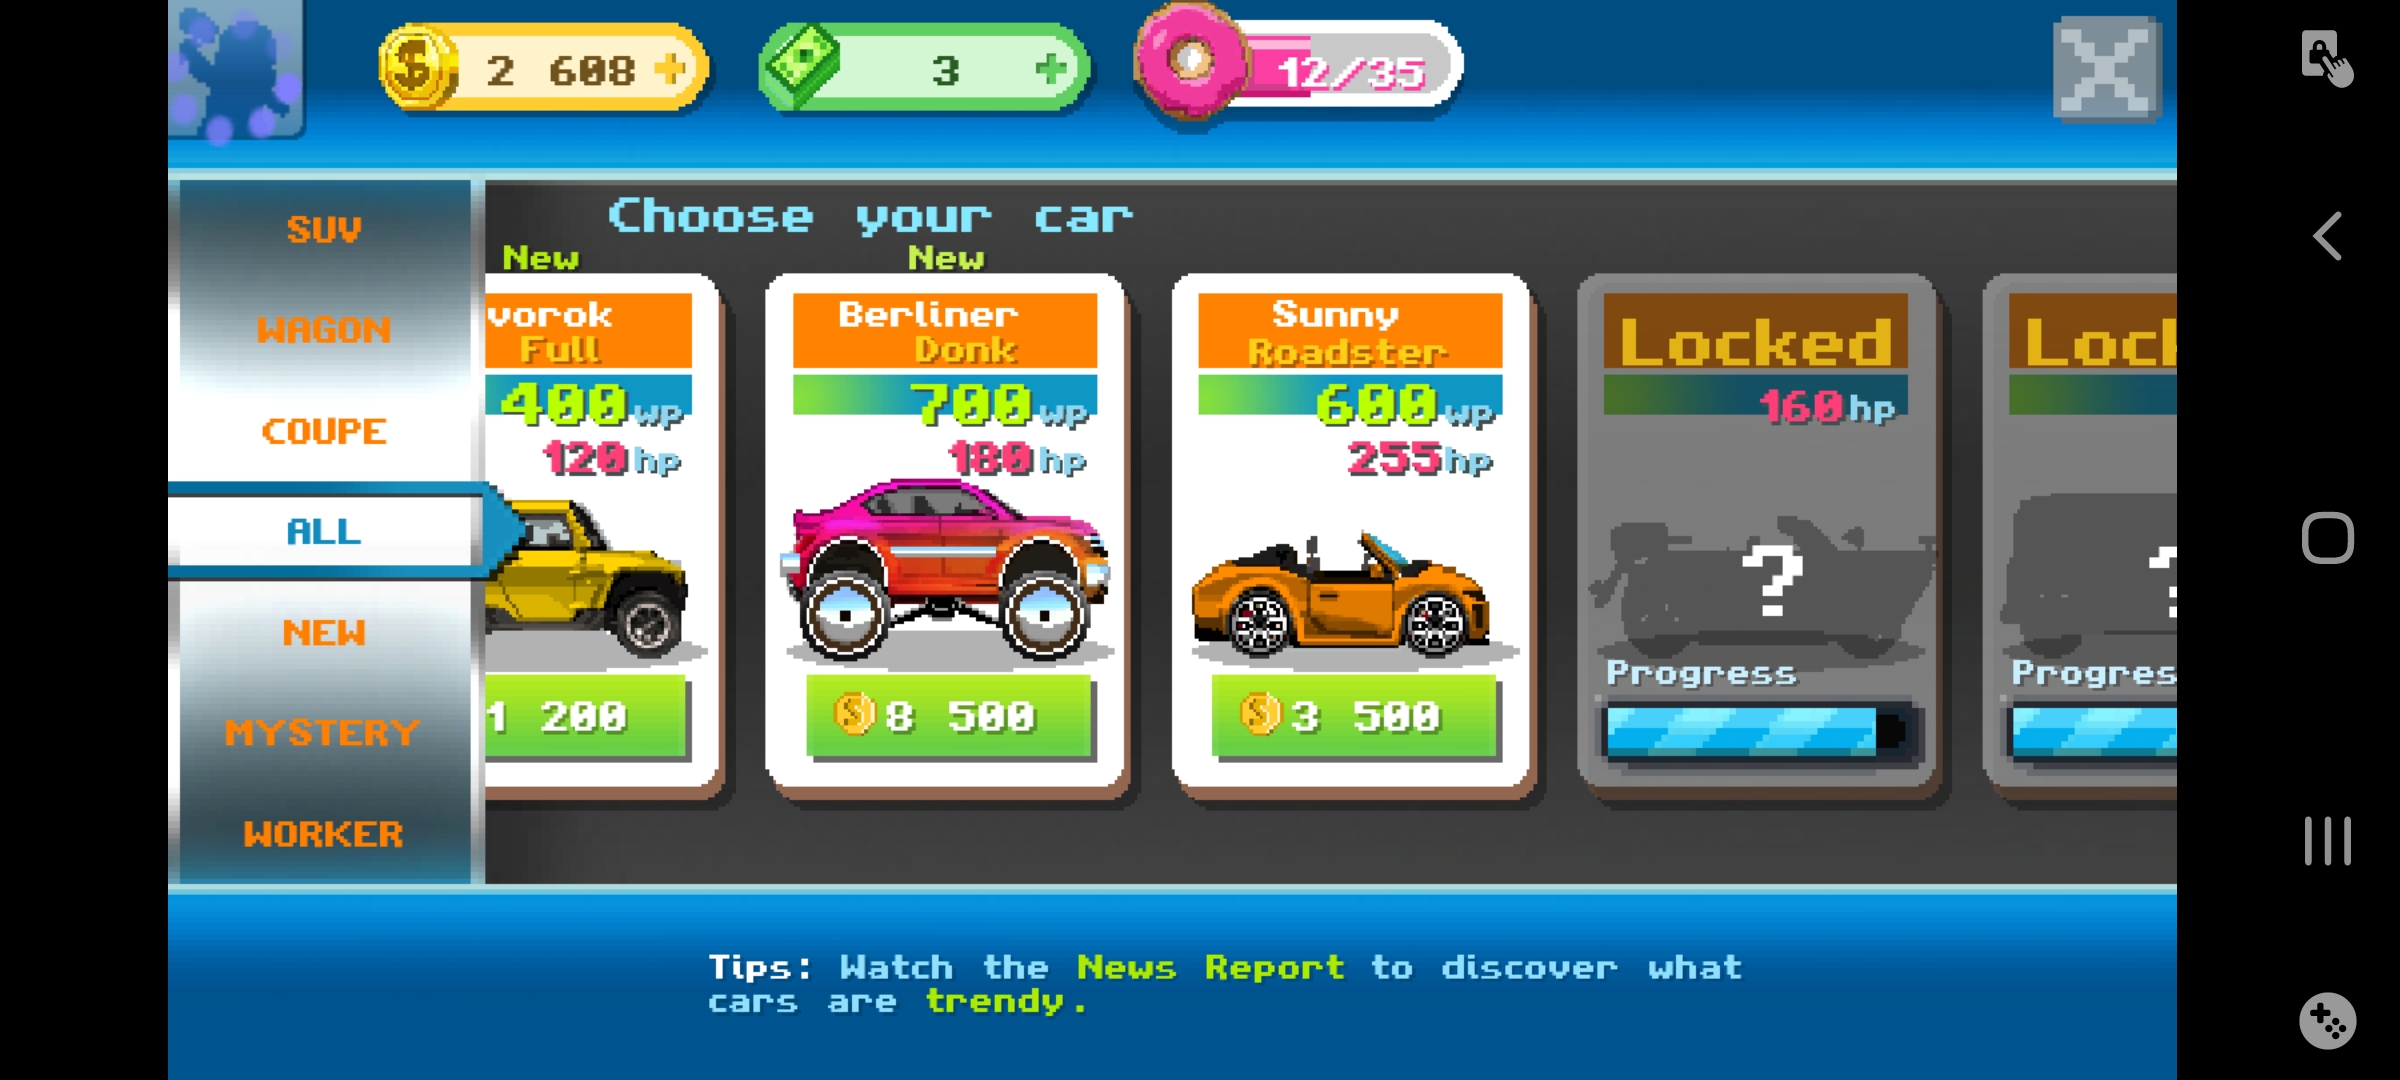 2 608 +
3 +
12/35
SUV
WAGON
COUPE
ALL
NEW
MYSTERY
WORKER
Choose your car
New
vorok
Full
400 wp
120 hp
1 200
New
Berliner
Donk
700 wp
180 hp
8 500
Sunny
Roadster
600 wp
255 hp
3 500
Locked
160 hp
?
Progress
Loc
?
Progres
Tips: Watch the News Report to discover what
cars are trendy.